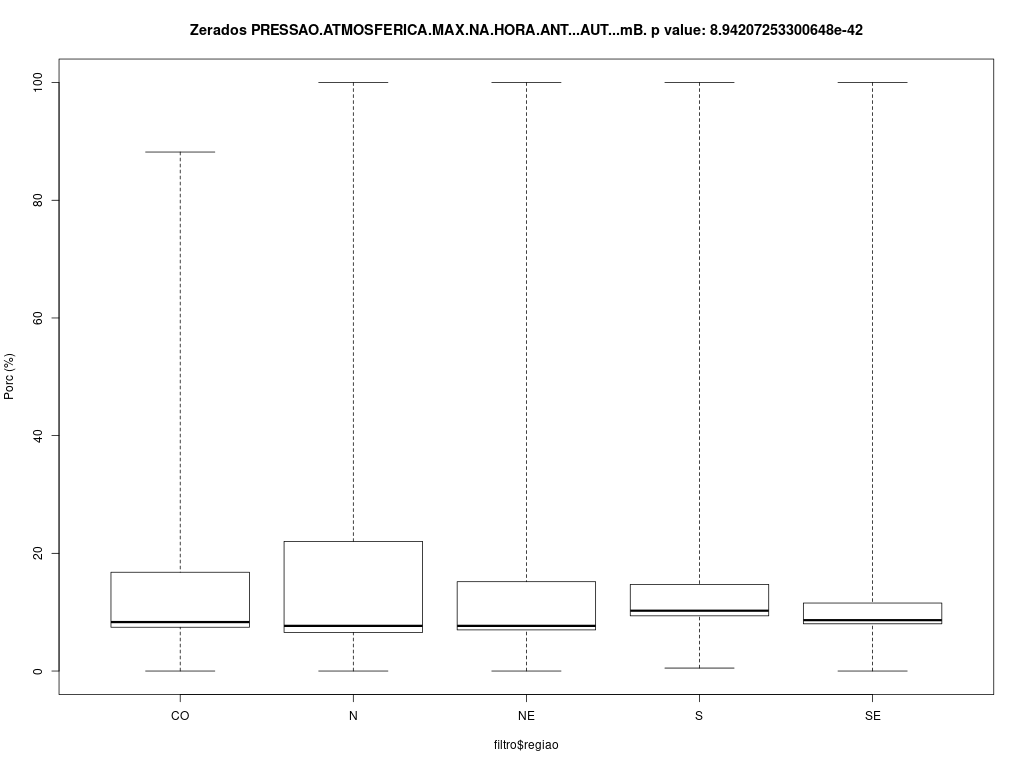 Zerados PRESSAO.ATMOSFERICA.MAX.NA.HORA.ANT...AUT...mB. p value: 8.94207253300648e-42
100
80
60
40
20
0
Porc (%)
CO N NE S SE
filtro$regiao